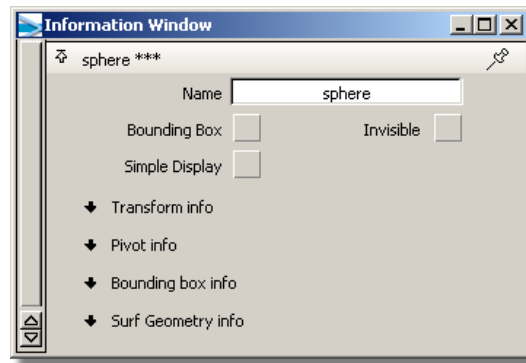 Information Window
sphere ***
Name sphere
Bounding Box Invisible
Simple Display
Transform info
Pivot info
Bounding box info
Surf Geometry info